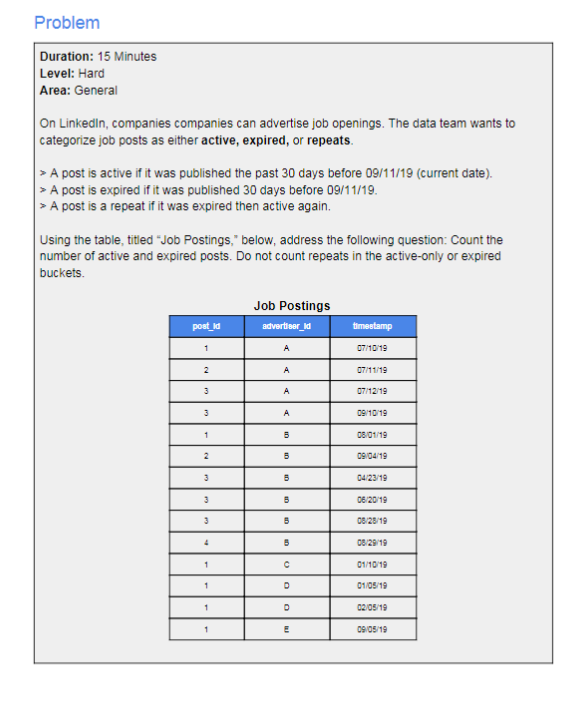 Problem
Duration: 15 Minutes
Level: Hard
Area: General
On LinkedIn, companies companies can advertise job openings. The data team wants to
categorize job posts as either active, expired, or repeats.
> A post is active if it was published the past 30 days before 09/11/19 (current date).
> A post is expired if it was published 30 days before 09/11/19.
> A post is a repeat if it was expired then active again.
Using the table, titled “Job Postings,” below, address the following question: Count the
number of active and expired posts. Do not count repeats in the active-only or expired
buckets.
Job Postings
post_id advertiser_id timestamp
1 A 07/10/19
2 A 07/11/19
3 A 07/12/19
3 A 09/10/19
1 B 08/01/19
2 B 09/04/19
3 B 04/23/19
3 B 06/20/19
3 B 08/28/19
4 B 08/29/19
1 C 01/10/19
1 D 01/05/19
1 D 02/05/19
1 E 09/05/19